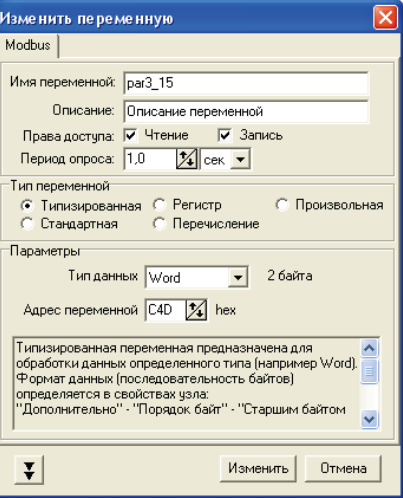 Изменить переменную
Modbus
Имя переменной: par3_15
Описание: Описание переменной
Права доступа: Чтение Запись
Период опроса: 1,0 сек
Тип переменной
Типизированная Регистр Произвольная
Стандартная Перечисление
Параметры
Тип данных Word 2 байта
Адрес переменной C4D hex
Типизированная переменная предназначена для
обработки данных определенного типа (например Word).
Формат данных (последовательность байтов)
определяется в свойствах узла:
"Дополнительно" - "Порядок байт" - "Старшим байтом
Изменить Отмена